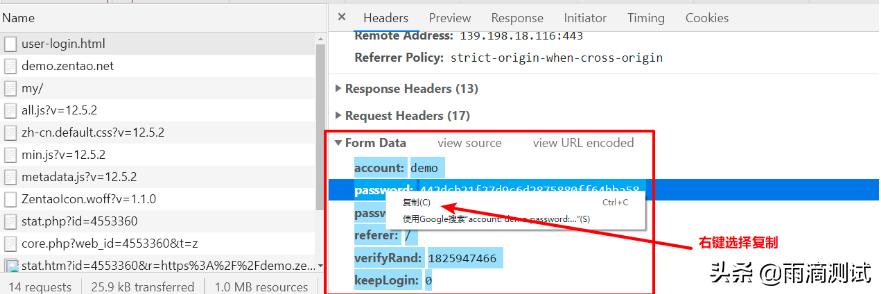 Name
user-login.html
demo.zentao.net
my/
all.js?v=12.5.2
zh-cn.default.css?v=12.5.2
min.js?v=12.5.2
metadata.js?v=12.5.2
ZentaoIcon.woff?v=1.1.0
stat.php?id=4553360
core.php?web_id=4553360&t=z
stat.htm?id=4553360&r=https%3A%2F%2Fdemo.ze...
14 requests 25.9 kB transferred 1.0 MB resources
× Headers Preview Response Initiator Timing Cookies
Remote Address: 139.198.18.116:443
Referrer Policy: strict-origin-when-cross-origin
Response Headers (13)
Request Headers (17)
Form Data view source view URL encoded
account: demo
password:
复制(C) Ctrl+C
passw
使用Google搜索"account: demo password:..."(S)
referer: /
verifyRand: 1825947466
keepLogin: 0
右键选择复制
头条 @雨滴测试